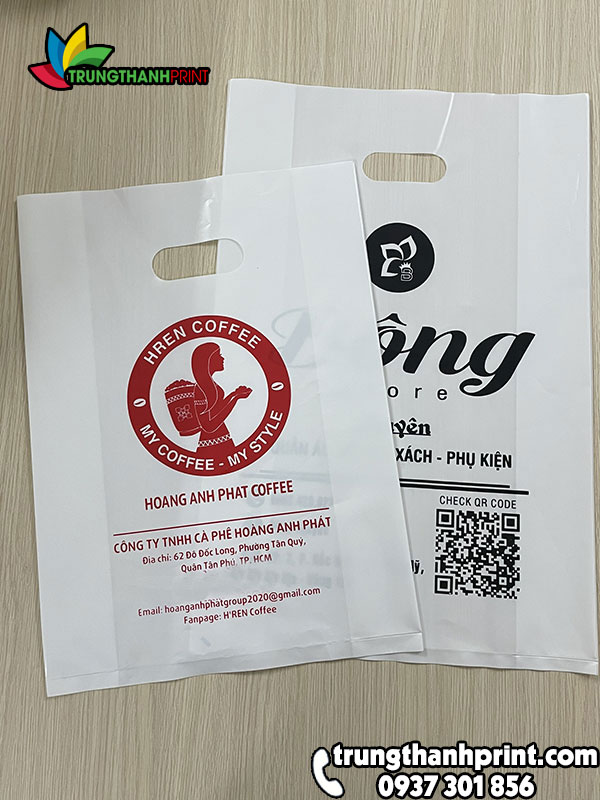 TRUNGTHANHPRINT
HREN COFFEE
MY COFFEE - MY STYLE
HOANG ANH PHAT COFFEE
CÔNG TY TNHH CÀ PHÊ HOÀNG ANH PHÁT
Địa chỉ: 62 Đô Đốc Long, Phường Tân Quý,
Quận Tân Phú, TP. HCM
Email: hoanganhphatgroup2020@gmail.com
Fanpage: H'REN Coffee
ông
ore
yên
XÁCH - PHỤ KIỆN
CHECK QR CODE
trungthanhprint.com
0937 301 856